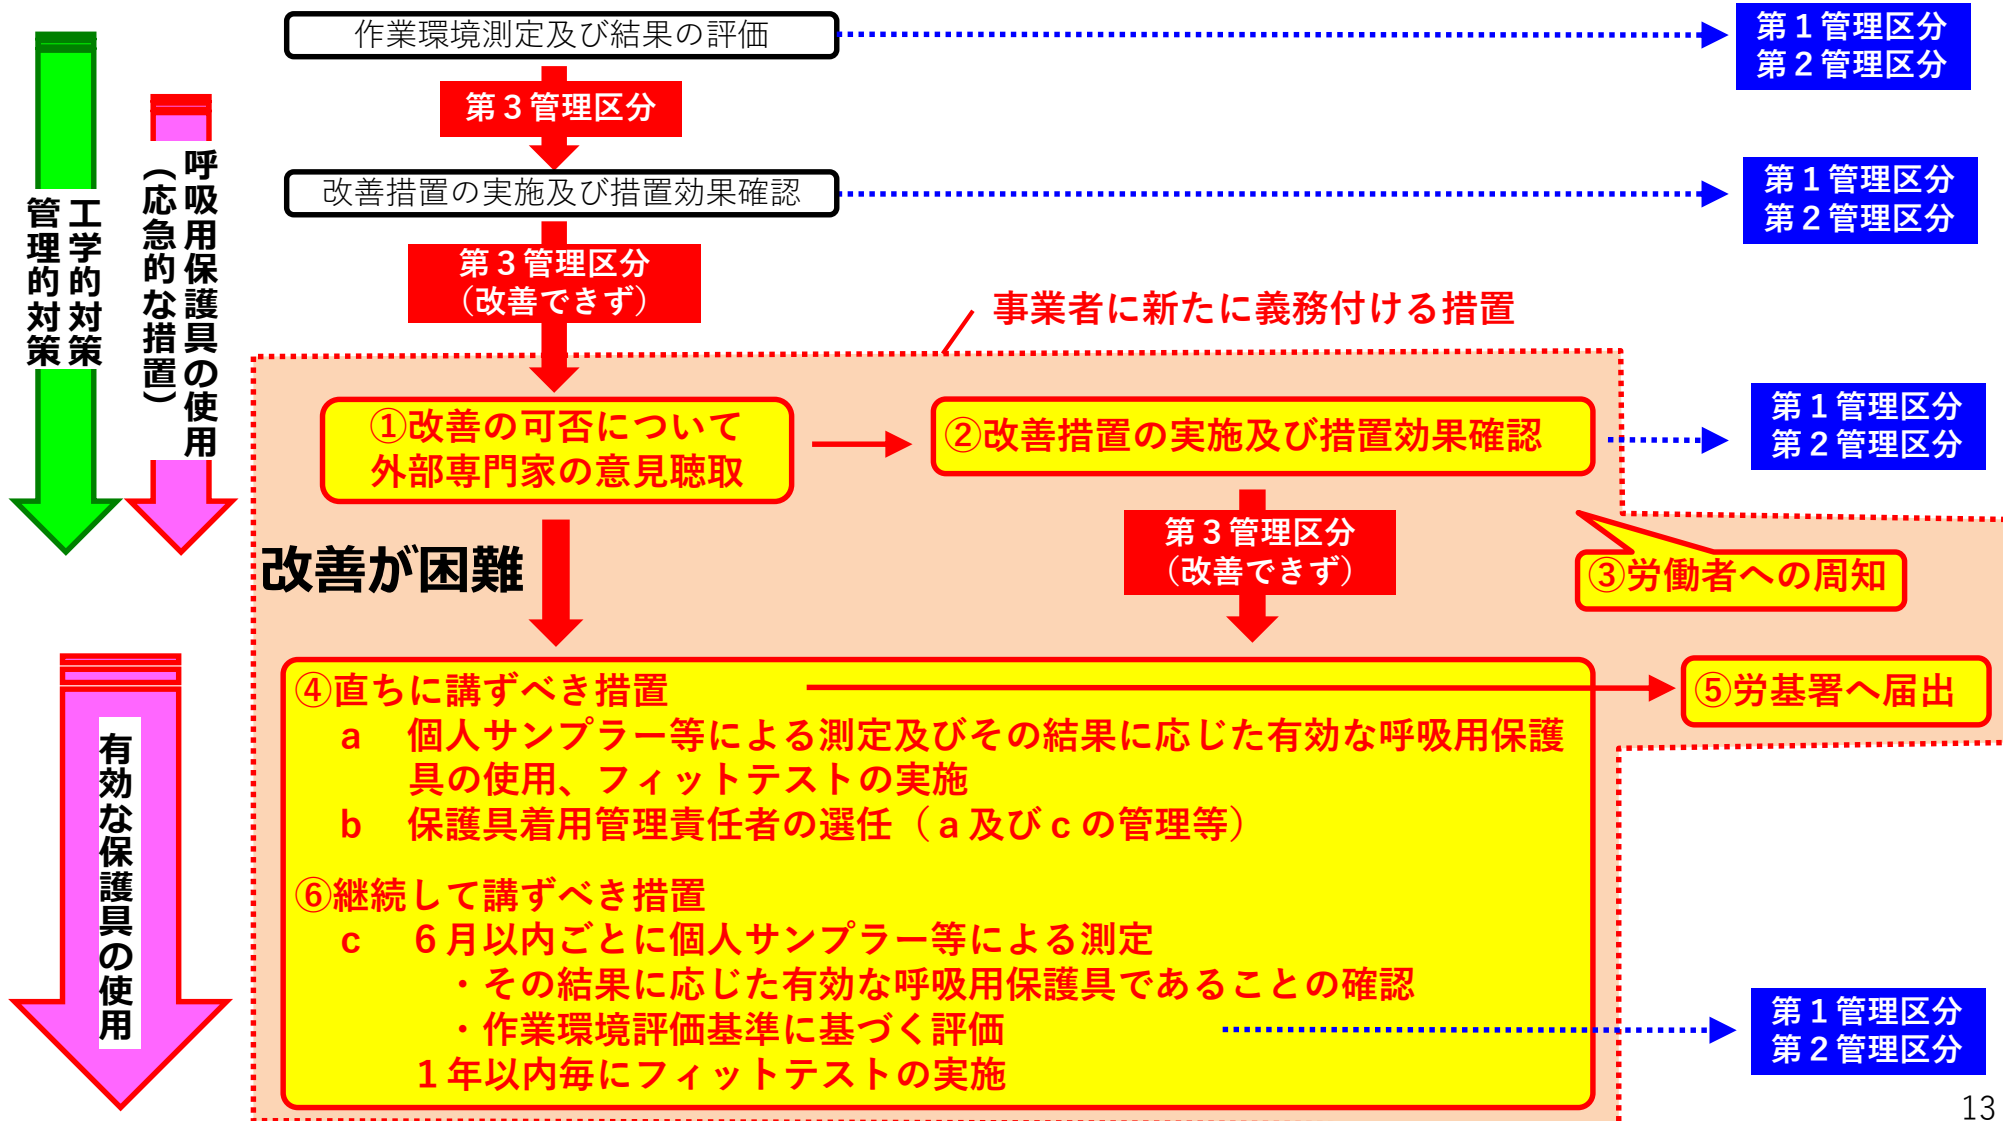 作業環境測定及び結果の評価
第１管理区分
第２管理区分
第３管理区分
改善措置の実施及び措置効果確認
第１管理区分
第２管理区分
第３管理区分
（改善できず）
工学的対策
管理的対策
呼吸用保護具の使用
（応急的な措置）
事業者に新たに義務付ける措置
①改善の可否について
外部専門家の意見聴取
②改善措置の実施及び措置効果確認
第１管理区分
第２管理区分
改善が困難
第３管理区分
（改善できず）
③労働者への周知
④直ちに講ずべき措置
a　個人サンプラー等による測定及びその結果に応じた有効な呼吸用保護
具の使用、フィットテストの実施
b　保護具着用管理責任者の選任（a及びcの管理等）
⑤労基署へ届出
有効な保護具の使用
⑥継続して講ずべき措置
c　６月以内ごとに個人サンプラー等による測定
・その結果に応じた有効な呼吸用保護具であることの確認
・作業環境評価基準に基づく評価
１年以内毎にフィットテストの実施
第１管理区分
第２管理区分
13